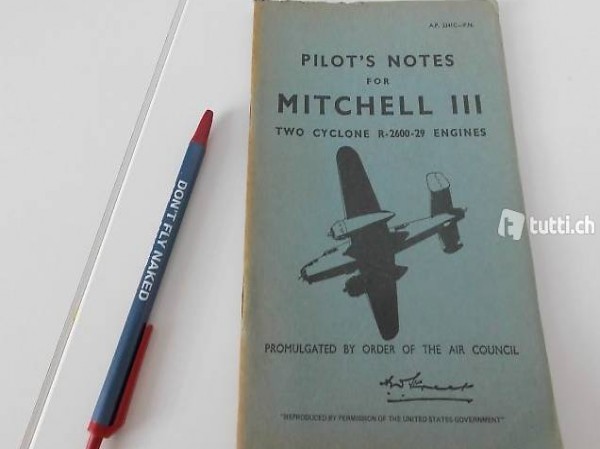 A.P. 2341C—P.N.
PILOT'S NOTES
FOR
MITCHELL III
TWO CYCLONE R-2600-29 ENGINES
PROMULGATED BY ORDER OF THE AIR COUNCIL
"REPRODUCED BY PERMISSION OF THE UNITED STATES GOVERNMENT"
DON'T FLY NAKED
t tutti.ch